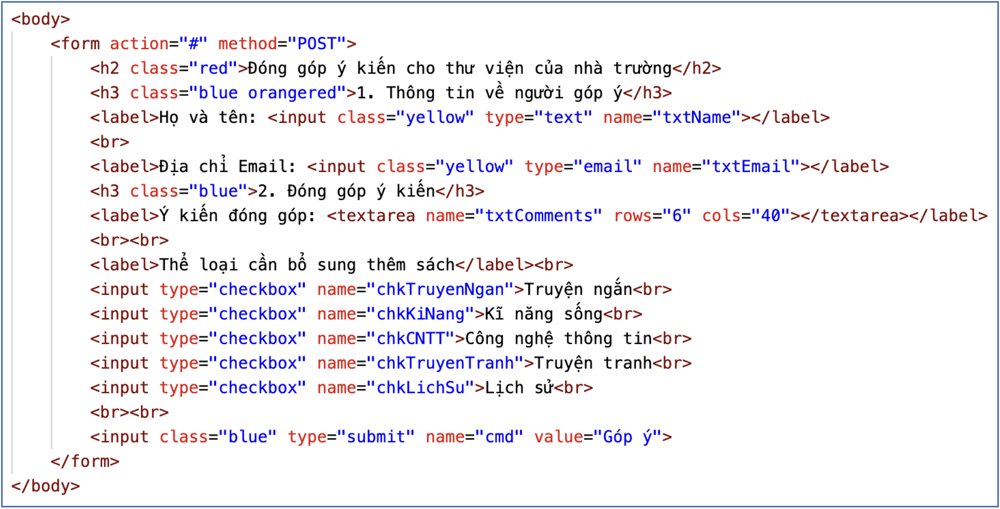 <body>
<form action="#" method="POST">
<h2 class="red">Đóng góp ý kiến cho thư viện của nhà trường</h2>
<h3 class="blue orangered">1. Thông tin về người góp ý</h3>
<label>Họ và tên: <input class="yellow" type="text" name="txtName"></label>
<br>
<label>Địa chỉ Email: <input class="yellow" type="email" name="txtEmail"></label>
<h3 class="blue">2. Đóng góp ý kiến</h3>
<label>Ý kiến đóng góp: <textarea name="txtComments" rows="6" cols="40"></textarea></label>
<br><br>
<label>Thể loại cần bổ sung thêm sách</label><br>
<input type="checkbox" name="chkTruyenNgan">Truyện ngắn<br>
<input type="checkbox" name="chkKiNang">Kĩ năng sống<br>
<input type="checkbox" name="chkCNTT">Công nghệ thông tin<br>
<input type="checkbox" name="chkTruyenTranh">Truyện tranh<br>
<input type="checkbox" name="chkLichSu">Lịch sử<br>
<br><br>
<input class="blue" type="submit" name="cmd" value="Góp ý">
</form>
</body>